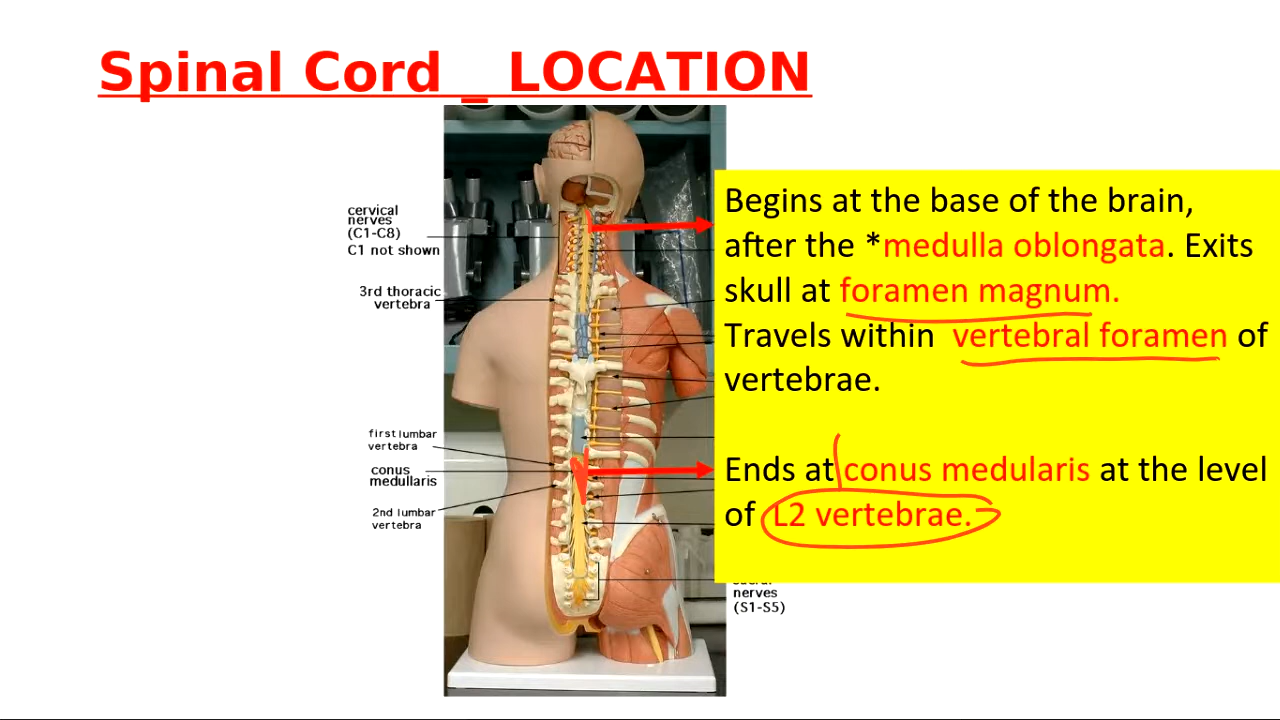 Spinal Cord _ LOCATION
cervical
nerves
(C1-C8)
C1 not shown
3rd thoracic
vertebra
first lumbar
vertebra
conus
medullaris
2nd lumbar
vertebra
Begins at the base of the brain,
after the *medulla oblongata. Exits
skull at foramen magnum.
Travels within vertebral foramen of
vertebrae.
Ends at conus medularis at the level
of L2 vertebrae.
nerves
(S1-S5)